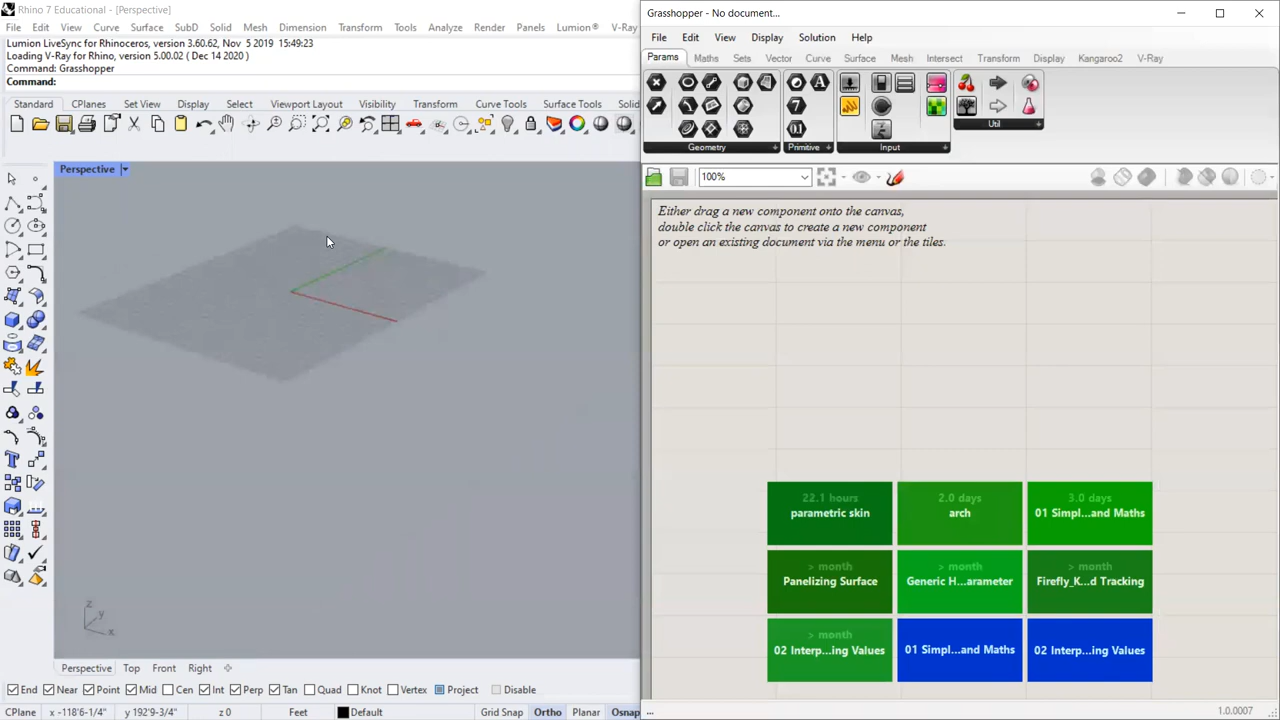 Rhino 7 Educational - [Perspective]
File Edit View Curve Surface SubD Solid Mesh Dimension Transform Tools Analyze Render Panels Lumion® V-Ray
Lumion LiveSync for Rhinoceros, version 3.60.62, Nov 5 2019 15:49:23
Loading V-Ray for Rhino, version 5.00.02 ( Dec 14 2020 )
Command: Grasshopper
Command:
Standard CPlanes Set View Display Select Viewport Layout Visibility Transform Curve Tools Surface Tools Solid
Perspective
z
y
x
Perspective Top Front Right
End Near Point Mid Cen Int Perp Tan Quad Knot Vertex Project Disable
CPlane x -118'6-1/4" y 192'9-3/4" z 0 Feet Default Grid Snap Ortho Planar Osnap
Grasshopper - No document...
File Edit View Display Solution Help
Params Maths Sets Vector Curve Surface Mesh Intersect Transform Display Kangaroo2 V-Ray
Util
Geometry Primitive Input
100%
Either drag a new component onto the canvas,
double click the canvas to create a new component
or open an existing document via the menu or the tiles.
22.1 hours
parametric skin
2.0 days
arch
3.0 days
01 Simpl...and Maths
> month
Panelizing Surface
> month
Generic H...arameter
> month
Firefly_K...d Tracking
> month
02 Interp...ing Values
01 Simpl...and Maths
02 Interp...ing Values
... 1.0.0007